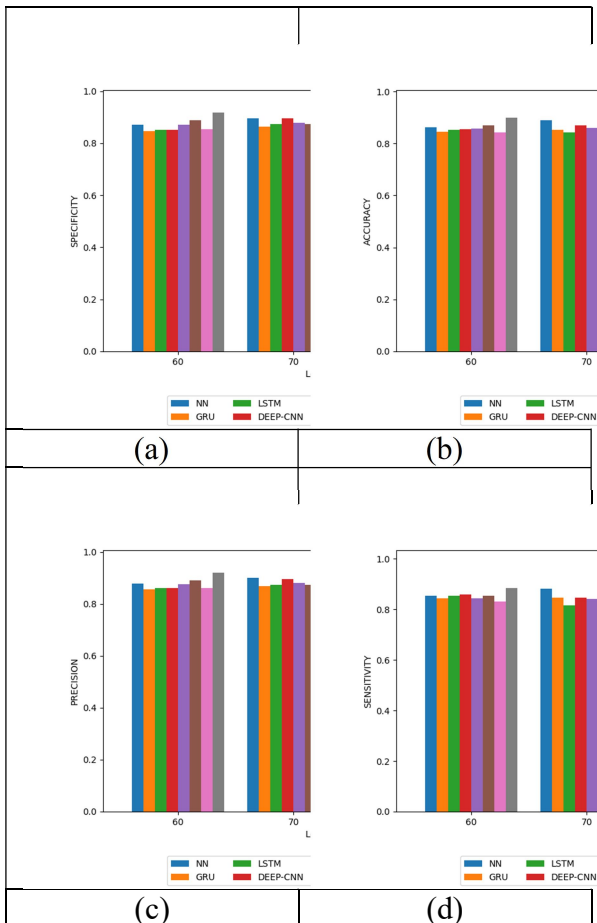 1.0 1.0
0.8 0.8
0.6 0.6
SPECIFICITY ACCURACY
0.4 0.4
0.2 0.2
0.0 0.0
60 70 60 70
L
NN LSTM NN LSTM
GRU DEEP-CNN GRU DEEP-CNN
(a) (b)
1.0 1.0
0.8 0.8
0.6 0.6
PRECISION SENSITIVITY
0.4 0.4
0.2 0.2
0.0 0.0
60 70 60 70
L
NN LSTM NN LSTM
GRU DEEP-CNN GRU DEEP-CNN
(c) (d)